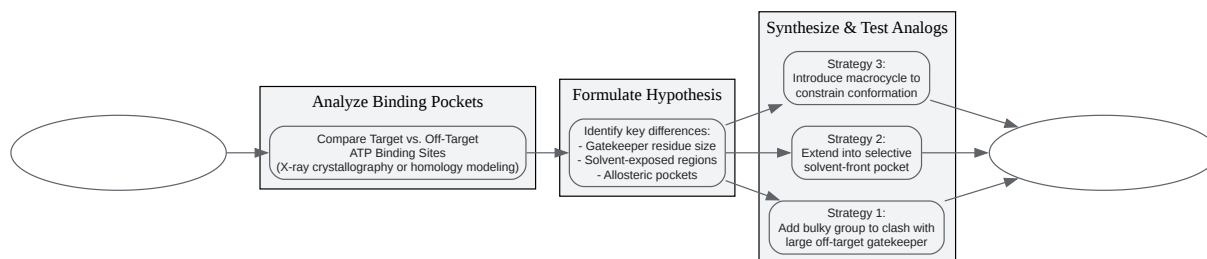 Analyze Binding Pockets
Compare Target vs. Off-Target
ATP Binding Sites
(X-ray crystallography or homology modeling)
Formulate Hypothesis
Identify key differences:
- Gatekeeper residue size
- Solvent-exposed regions
- Allosteric pockets
Synthesize & Test Analogs
Strategy 3:
Introduce macrocycle to
constrain conformation
Strategy 2:
Extend into selective
solvent-front pocket
Strategy 1:
Add bulky group to clash with
large off-target gatekeeper